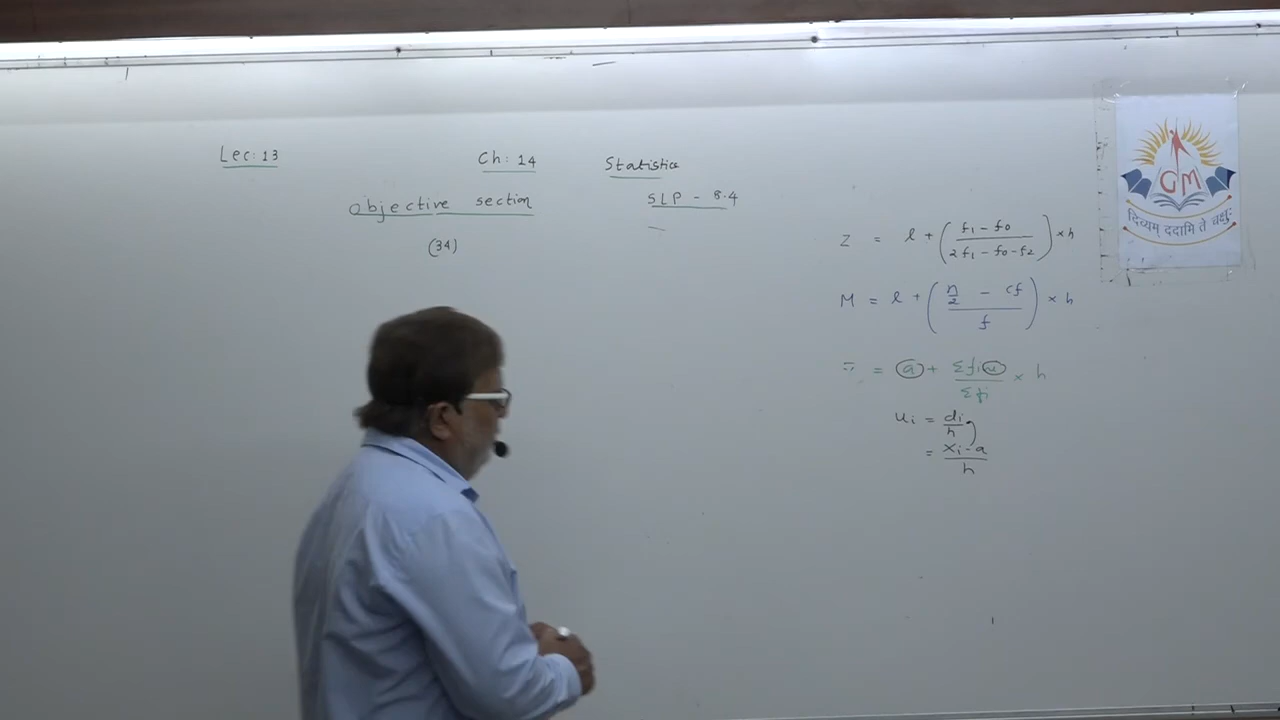 Lec: 13 Ch: 14 Statistics
Objective section SLP - 8.4
(34)
Z = l + ( f₁ - f₀ / 2f₁ - f₀ - f₂ ) × h
M = l + ( n/2 - cf / f ) × h
= a + Σfiu / Σfi × h
ui = di / h
= xi - a / h
GM
दिव्यम् ददामि ते चक्षुः